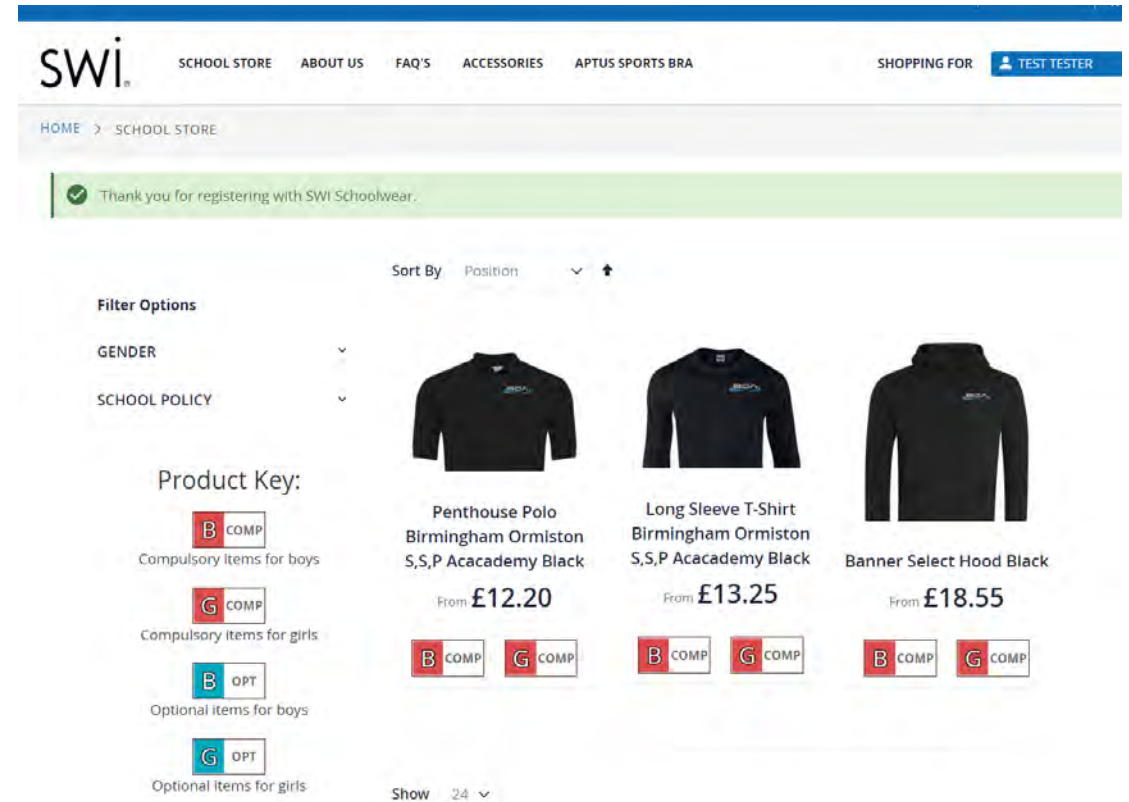 swi.
SCHOOL STORE ABOUT US FAQ'S ACCESSORIES APTUS SPORTS BRA SHOPPING FOR TEST TESTER
HOME > SCHOOL STORE
Thank you for registering with SWI Schoolwear.
Sort By Position
Filter Options
GENDER
SCHOOL POLICY
Product Key:
B COMP
Compulsory items for boys
G COMP
Compulsory items for girls
B OPT
Optional items for boys
G OPT
Optional items for girls
Penthouse Polo
Birmingham Ormiston
S,S,P Acacademy Black
From £12.20
B COMP G COMP
Long Sleeve T-Shirt
Birmingham Ormiston
S,S,P Acacademy Black
From £13.25
B COMP G COMP
Banner Select Hood Black
From £18.55
B COMP G COMP
Show 24